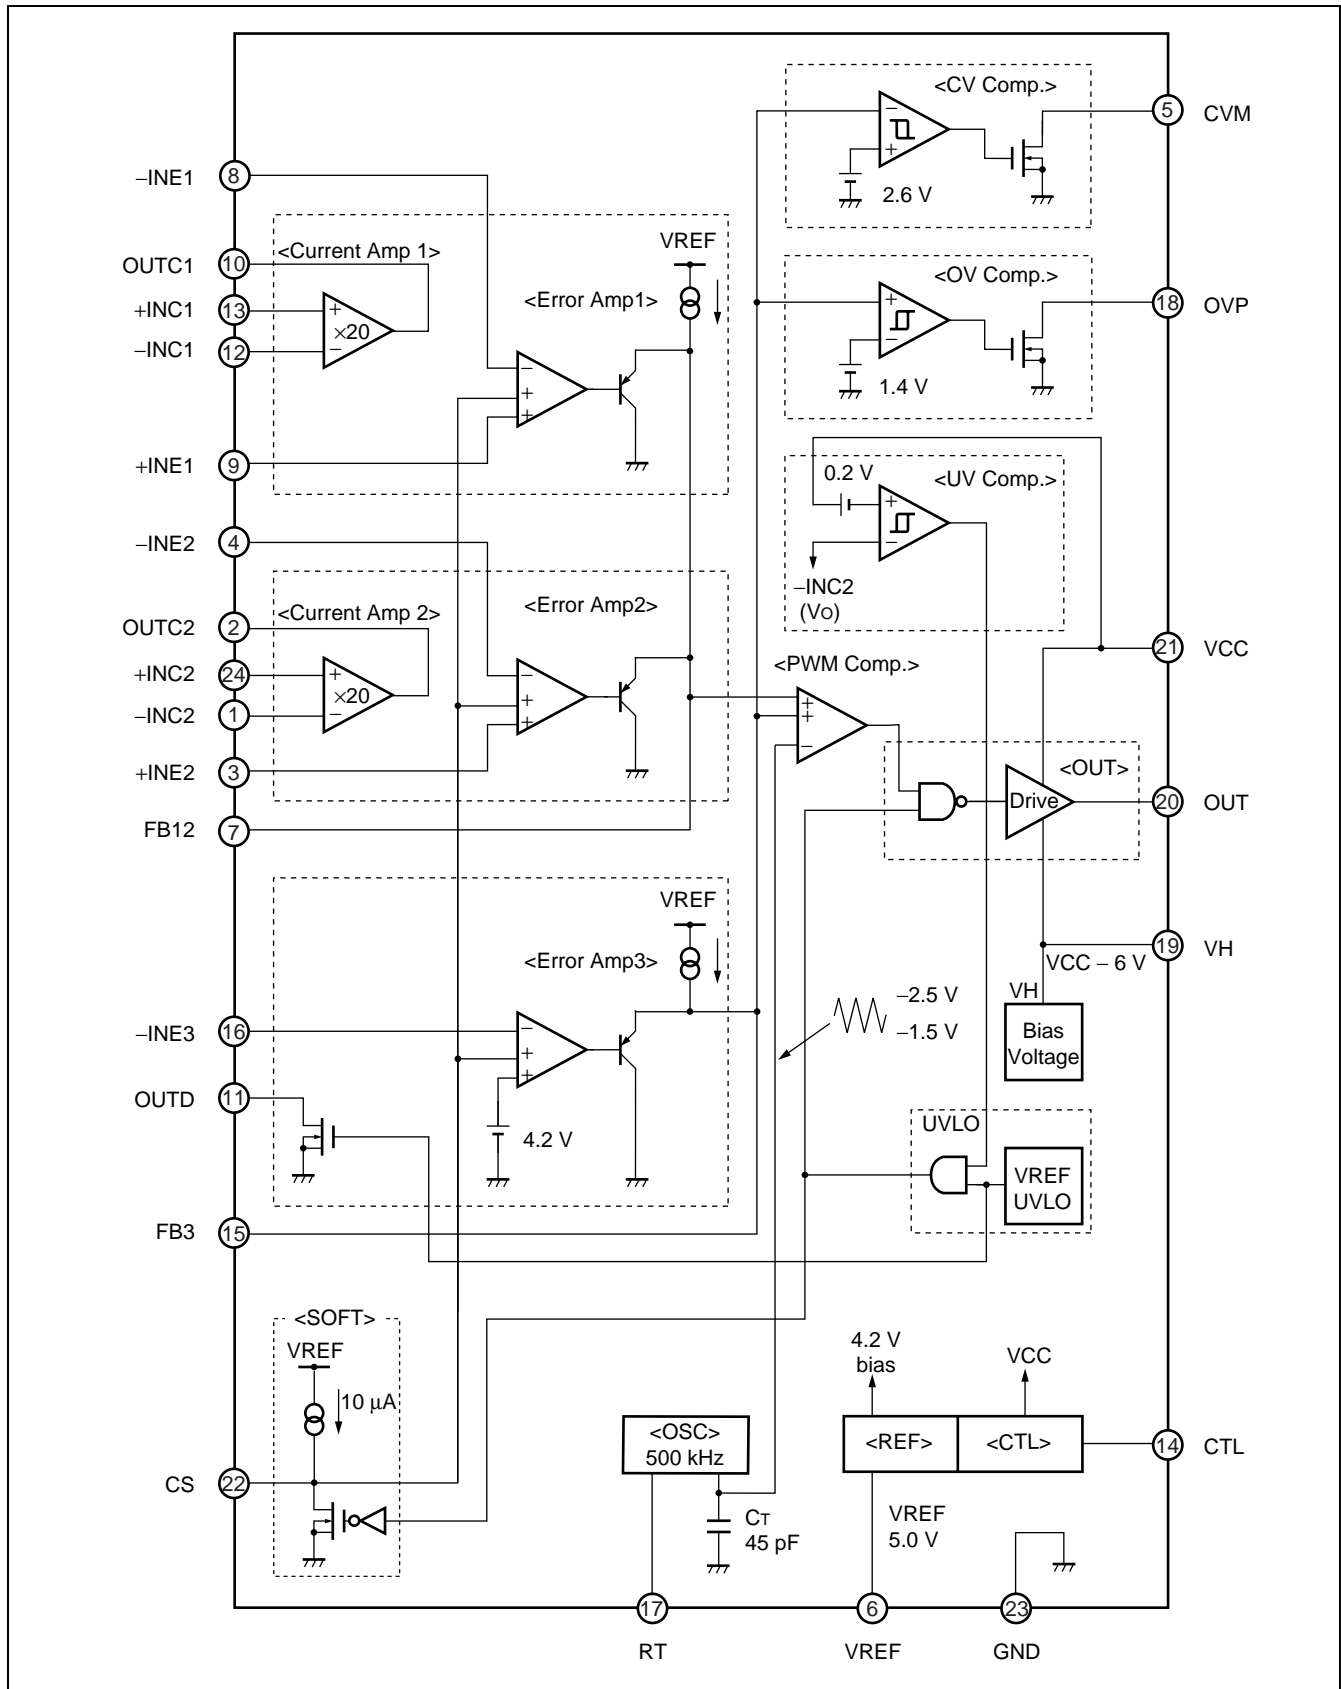 <CV Comp.>
5 CVM
2.6 V
−INE1 8
VREF
<Current Amp 1>
OUTC1 10
<OV Comp.>
+INC1 13
<Error Amp1>
18 OVP
×20
−INC1 12
1.4 V
+INE1 9
0.2 V
<UV Comp.>
−INE2 4
−INC2
(VO)
<Current Amp 2>
<Error Amp2>
OUTC2 2
21 VCC
<PWM Comp.>
+INC2 24
×20
−INC2 1
<OUT>
+INE2 3
Drive
20 OUT
FB12 7
VREF
<Error Amp3>
19 VH
VCC − 6 V
VH
−2.5 V
−1.5 V
Bias
Voltage
−INE3 16
OUTD 11
UVLO
4.2 V
VREF
UVLO
FB3 15
<SOFT>
VREF
10 μA
4.2 V
bias
VCC
<OSC>
500 kHz
<REF>
<CTL>
14 CTL
CS 22
CT
45 pF
VREF
5.0 V
17
6
23
RT
VREF
GND